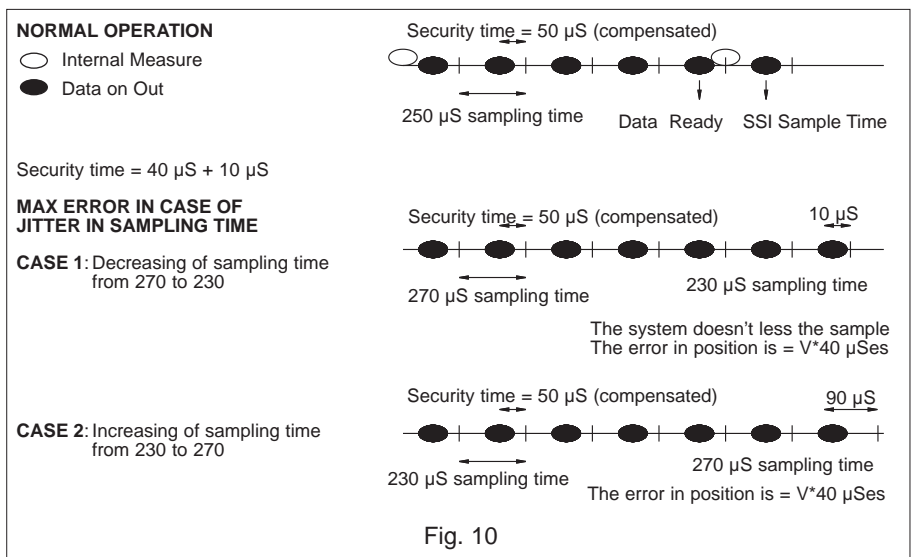 NORMAL OPERATION
Internal Measure
Data on Out
Security time = 50 µS (compensated)
250 µS sampling time
Data Ready
SSI Sample Time
Security time = 40 µS + 10 µS
MAX ERROR IN CASE OF
JITTER IN SAMPLING TIME
CASE 1: Decreasing of sampling time
from 270 to 230
Security time = 50 µS (compensated)
10 µS
270 µS sampling time
230 µS sampling time
The system doesn't less the sample
The error in position is = V*40 µSes
CASE 2: Increasing of sampling time
from 230 to 270
Security time = 50 µS (compensated)
90 µS
230 µS sampling time
270 µS sampling time
The error in position is = V*40 µSes
Fig. 10